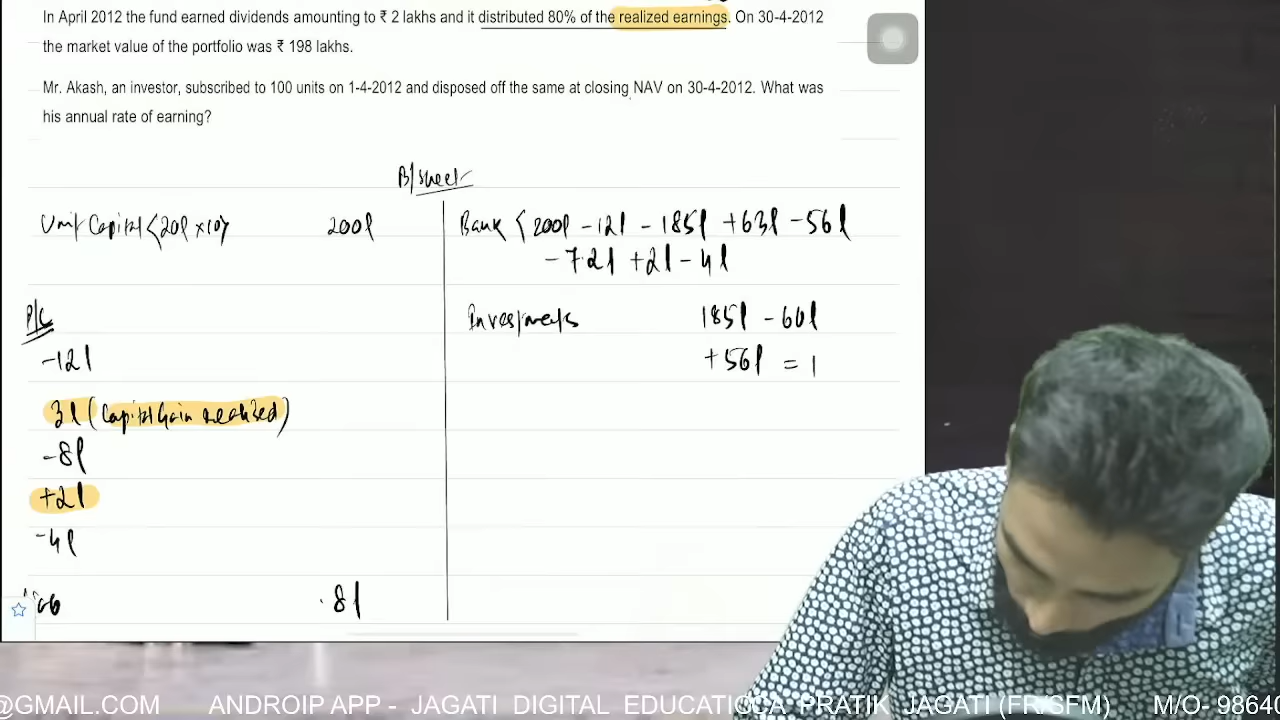 In April 2012 the fund earned dividends amounting to ₹ 2 lakhs and it distributed 80% of the realized earnings. On 30-4-2012
the market value of the portfolio was ₹ 198 lakhs.
Mr. Akash, an investor, subscribed to 100 units on 1-4-2012 and disposed off the same at closing NAV on 30-4-2012. What was
his annual rate of earning?
B/sheet
Unit Capital <20l x 10> 200l
Bank < 200l - 12l - 185l + 63l - 56l
- 7.2l + 2l - 4l
Investments 185l - 60l
+ 56l = 1
P/L
-12l
3l (Capital Gain realized)
-8l
+2l
-4l
.8l
@GMAIL.COM ANDROIP APP - JAGATI DIGITAL EDUCATIO CA PRATIK JAGATI (FR/SFM) M/O- 9864